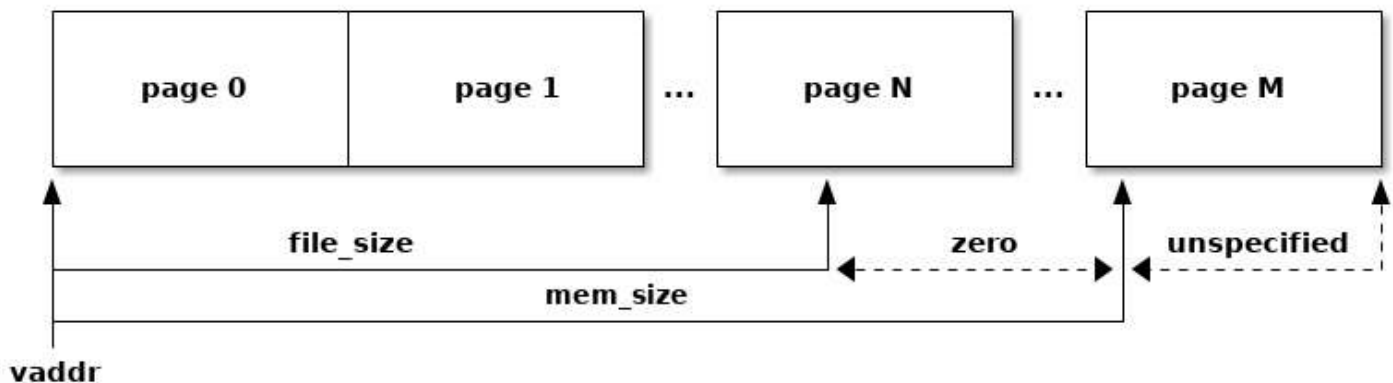 page 0 page 1 ... page N ... page M
file_size zero unspecified
mem_size
vaddr